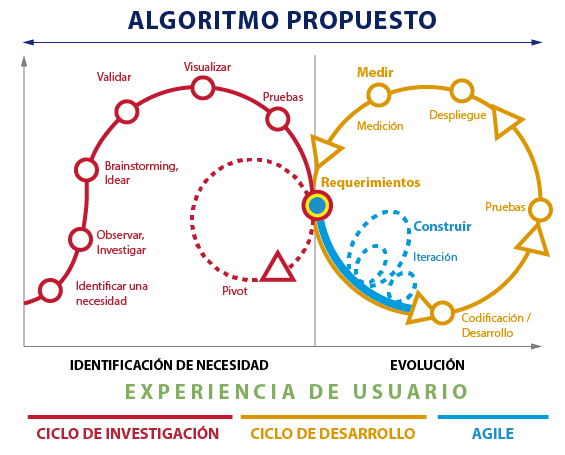 ALGORITMO PROPUESTO
Visualizar
Validar
Pruebas
Brainstorming,
Idear
Observar,
Investigar
Identificar una
necesidad
Pivot
Medir
Medición
Despliegue
Requerimientos
Pruebas
Construir
Iteración
Codificación /
Desarrollo
IDENTIFICACIÓN DE NECESIDAD
EVOLUCIÓN
EXPERIENCIA DE USUARIO
CICLO DE INVESTIGACIÓN
CICLO DE DESARROLLO
AGILE